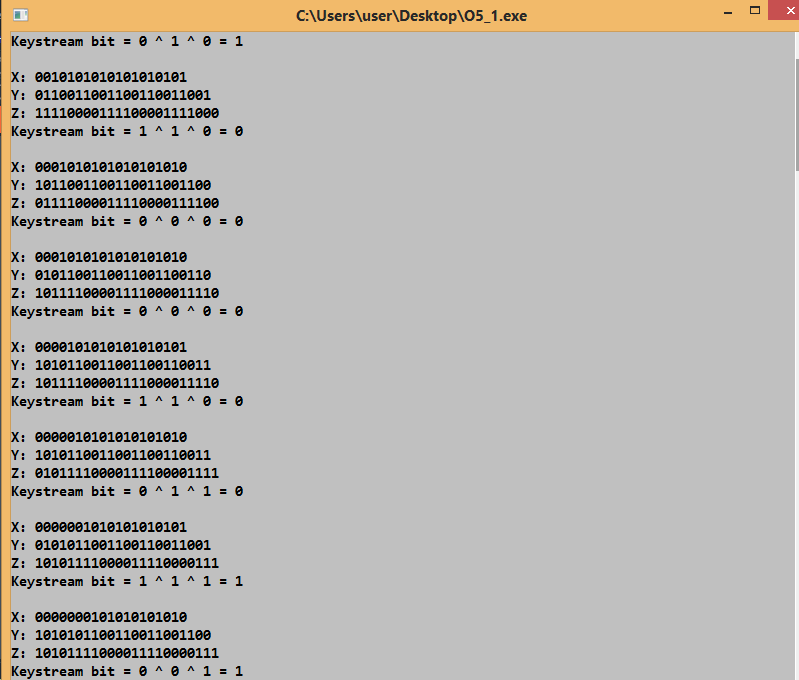 C:\Users\user\Desktop\O5_1.exe
Keystream bit = 0 ^ 1 ^ 0 = 1
X: 0010101010101010101
Y: 0110011001100110011001
Z: 11110000111100001111000
Keystream bit = 1 ^ 1 ^ 0 = 0
X: 0001010101010101010
Y: 1011001100110011001100
Z: 01111000011110000111100
Keystream bit = 0 ^ 0 ^ 0 = 0
X: 0001010101010101010
Y: 0101100110011001100110
Z: 10111100001111000011110
Keystream bit = 0 ^ 0 ^ 0 = 0
X: 0000101010101010101
Y: 1010110011001100110011
Z: 10111100001111000011110
Keystream bit = 1 ^ 1 ^ 0 = 0
X: 0000010101010101010
Y: 1010110011001100110011
Z: 01011110000111100001111
Keystream bit = 0 ^ 1 ^ 1 = 0
X: 0000001010101010101
Y: 0101011001100110011001
Z: 10101111000011110000111
Keystream bit = 1 ^ 1 ^ 1 = 1
X: 0000000101010101010
Y: 1010101100110011001100
Z: 10101111000011110000111
Keystream bit = 0 ^ 0 ^ 1 = 1